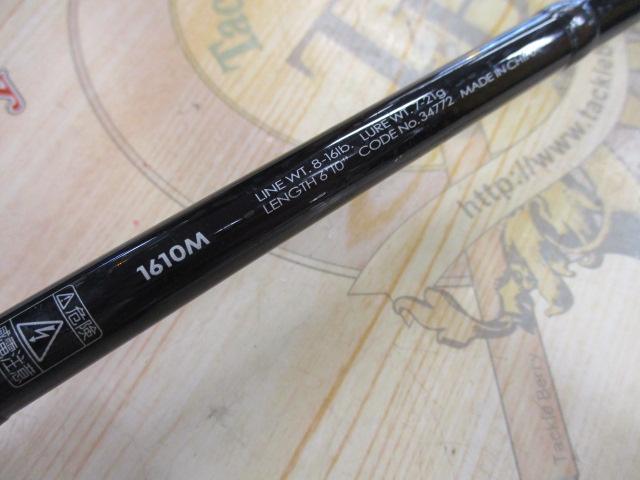 LINE WT. 8-16lb. LURE WT. 7-21g
LENGTH 6'10" CODE No.34772 MADE IN CHINA
1610M
危険
感電注意
http://www.tackle
Tackle Berry